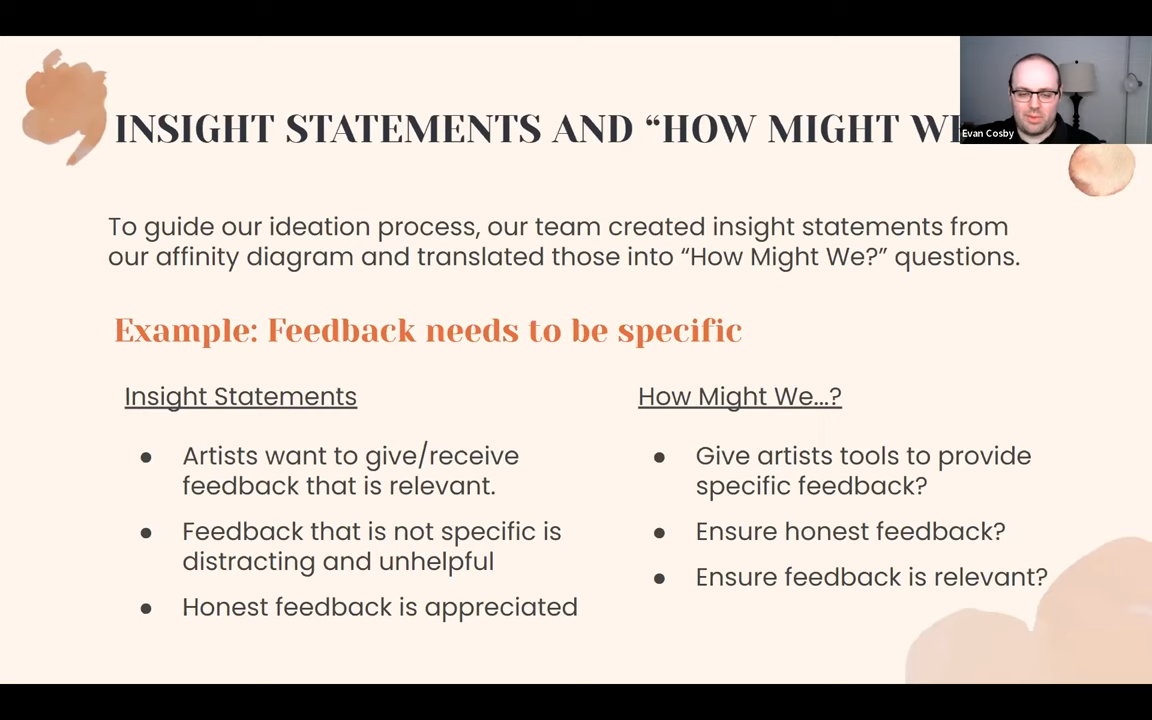 INSIGHT STATEMENTS AND “HOW MIGHT
Evan Cosby
To guide our ideation process, our team created insight statements from
our affinity diagram and translated those into “How Might We?” questions.
Example: Feedback needs to be specific
Insight Statements
● Artists want to give/receive
feedback that is relevant.
● Feedback that is not specific is
distracting and unhelpful
● Honest feedback is appreciated
How Might We...?
● Give artists tools to provide
specific feedback?
● Ensure honest feedback?
● Ensure feedback is relevant?